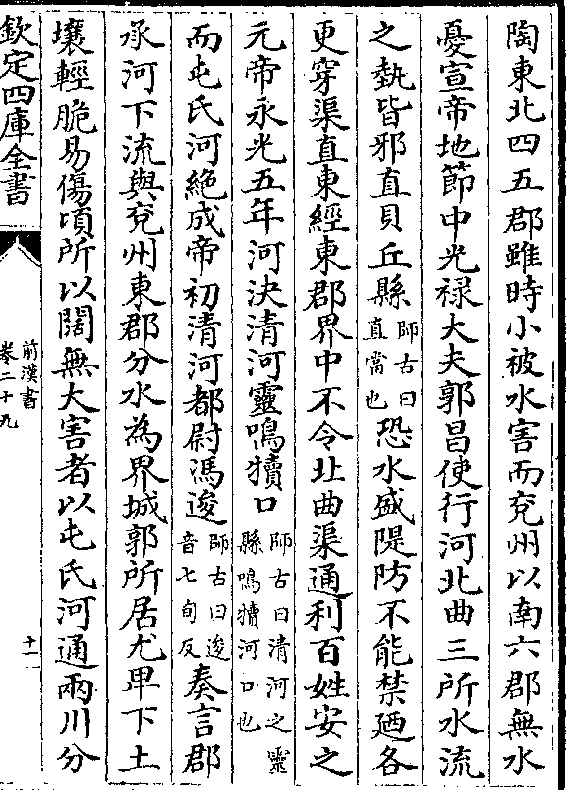 陶東北四五郡雖時小被水害而兖州以南六郡無水
憂宣帝地節中光禄大夫郭昌使行河北曲三所水流
之埶皆邪直貝丘縣師古曰直當也恐水盛隄防不能禁廼各
更穿渠直東經東郡界中不令北曲渠通利百姓安之
元帝永光五年河決清河靈鳴犢口師古曰清河之靈縣鳴犢河口也
而屯氏河絶成帝初清河都尉馮逡師古曰逡音七旬反奏言郡
承河下流與兖州東郡分水為界城郭所居尤卑下土
壤輕脆易傷頃所以闊無大害者以屯氏河通兩川分
欽定四庫全書
前漢書
卷二十九
十一